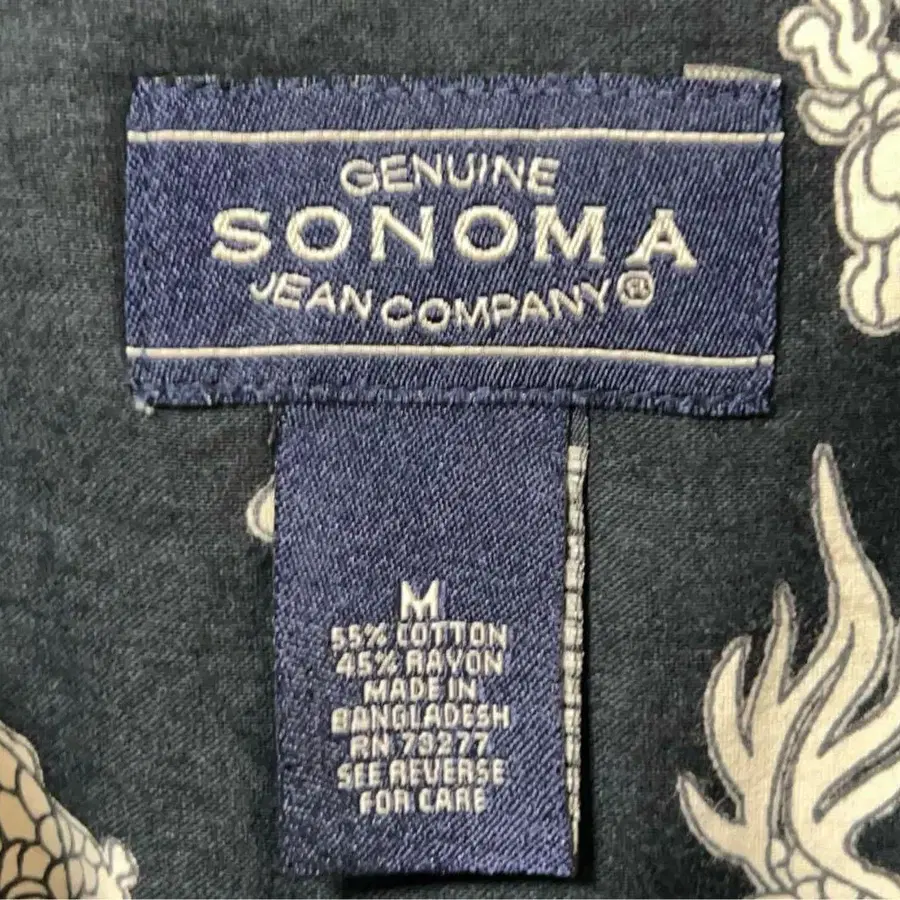 GENUINE
SONOMA
JEAN COMPANY®
M
55% COTTON
45% RAYON
MADE IN
BANGLADESH
RN 73277
SEE REVERSE
FOR CARE